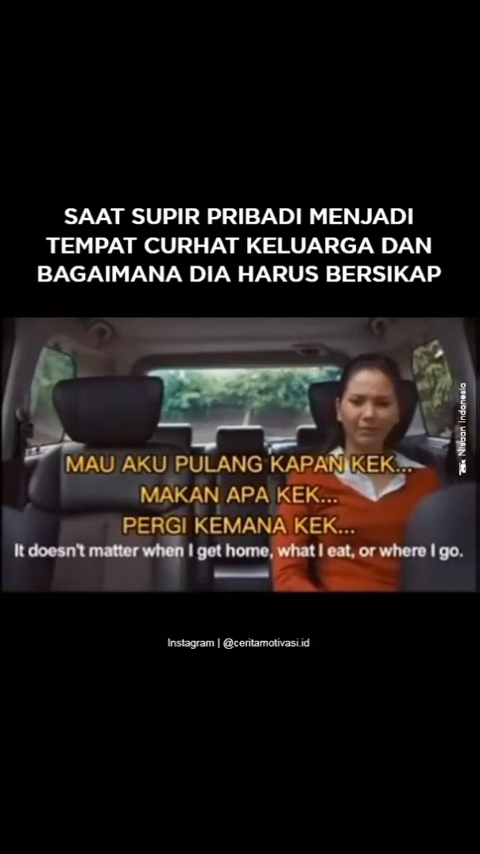 SAAT SUPIR PRIBADI MENJADI
TEMPAT CURHAT KELUARGA DAN
BAGAIMANA DIA HARUS BERSIKAP
Nissan Indonesia
MAU AKU PULANG KAPAN KEK...
MAKAN APA KEK...
PERGI KEMANA KEK...
It doesn't matter when I get home, what I eat, or where I go.
Instagram | @ceritamotivasi.id